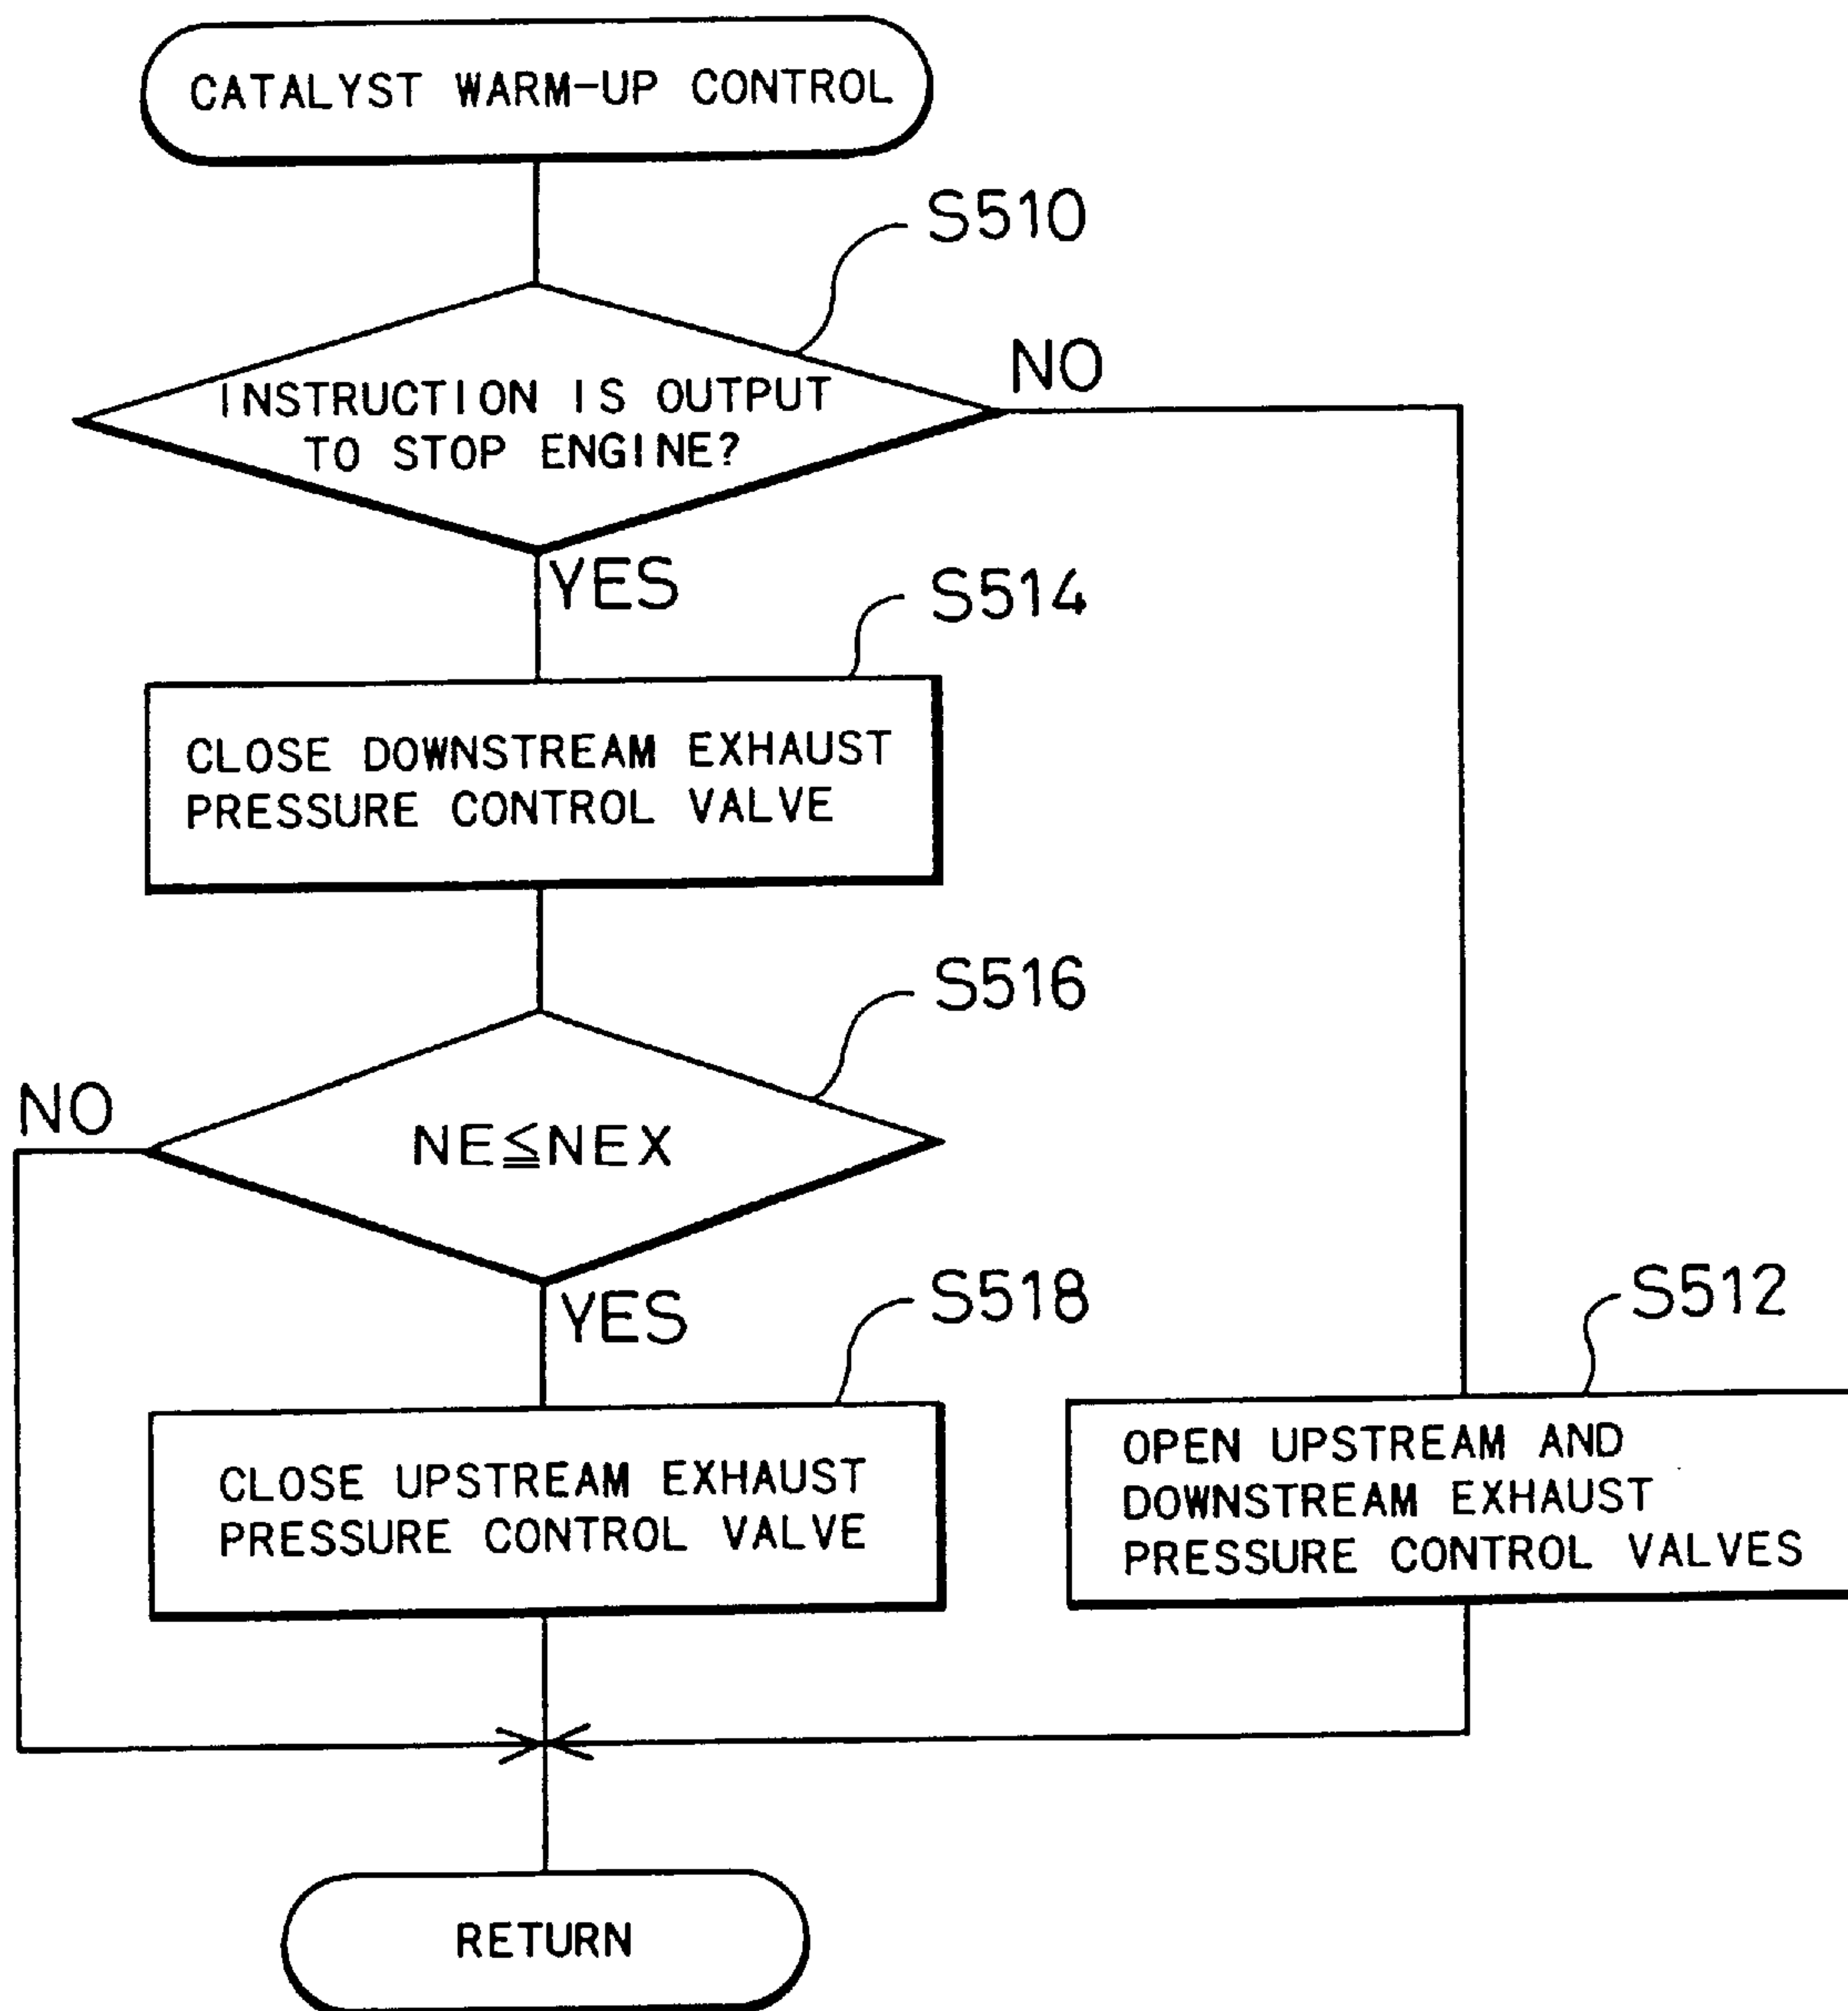 CATALYST WARM-UP CONTROL
S510
INSTRUCTION IS OUTPUT
TO STOP ENGINE?
NO
YES
S514
CLOSE DOWNSTREAM EXHAUST
PRESSURE CONTROL VALVE
S516
NO
NE≦NEX
YES
S518
CLOSE UPSTREAM EXHAUST
PRESSURE CONTROL VALVE
S512
OPEN UPSTREAM AND
DOWNSTREAM EXHAUST
PRESSURE CONTROL VALVES
RETURN